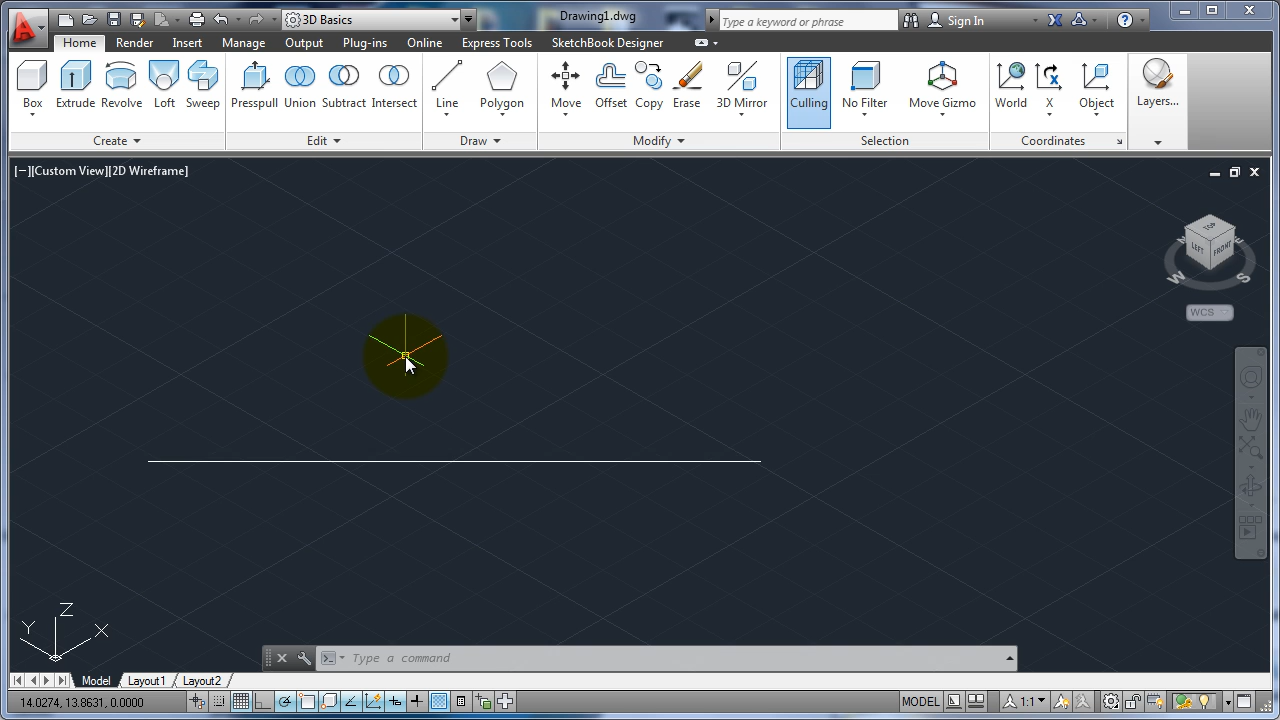 3D Basics
Drawing1.dwg
Type a keyword or phrase
Sign In
Home Render Insert Manage Output Plug-ins Online Express Tools SketchBook Designer
Box Extrude Revolve Loft Sweep Presspull Union Subtract Intersect Line Polygon Move Offset Copy Erase 3D Mirror Culling No Filter Move Gizmo World X Object Layers...
Create Edit Draw Modify Selection Coordinates
[−][Custom View][2D Wireframe]
TOP
LEFT FRONT
W S
WCS
Z
Y X
Type a command
Model Layout1 Layout2
14.0274, 13.8631, 0.0000
MODEL
1:1